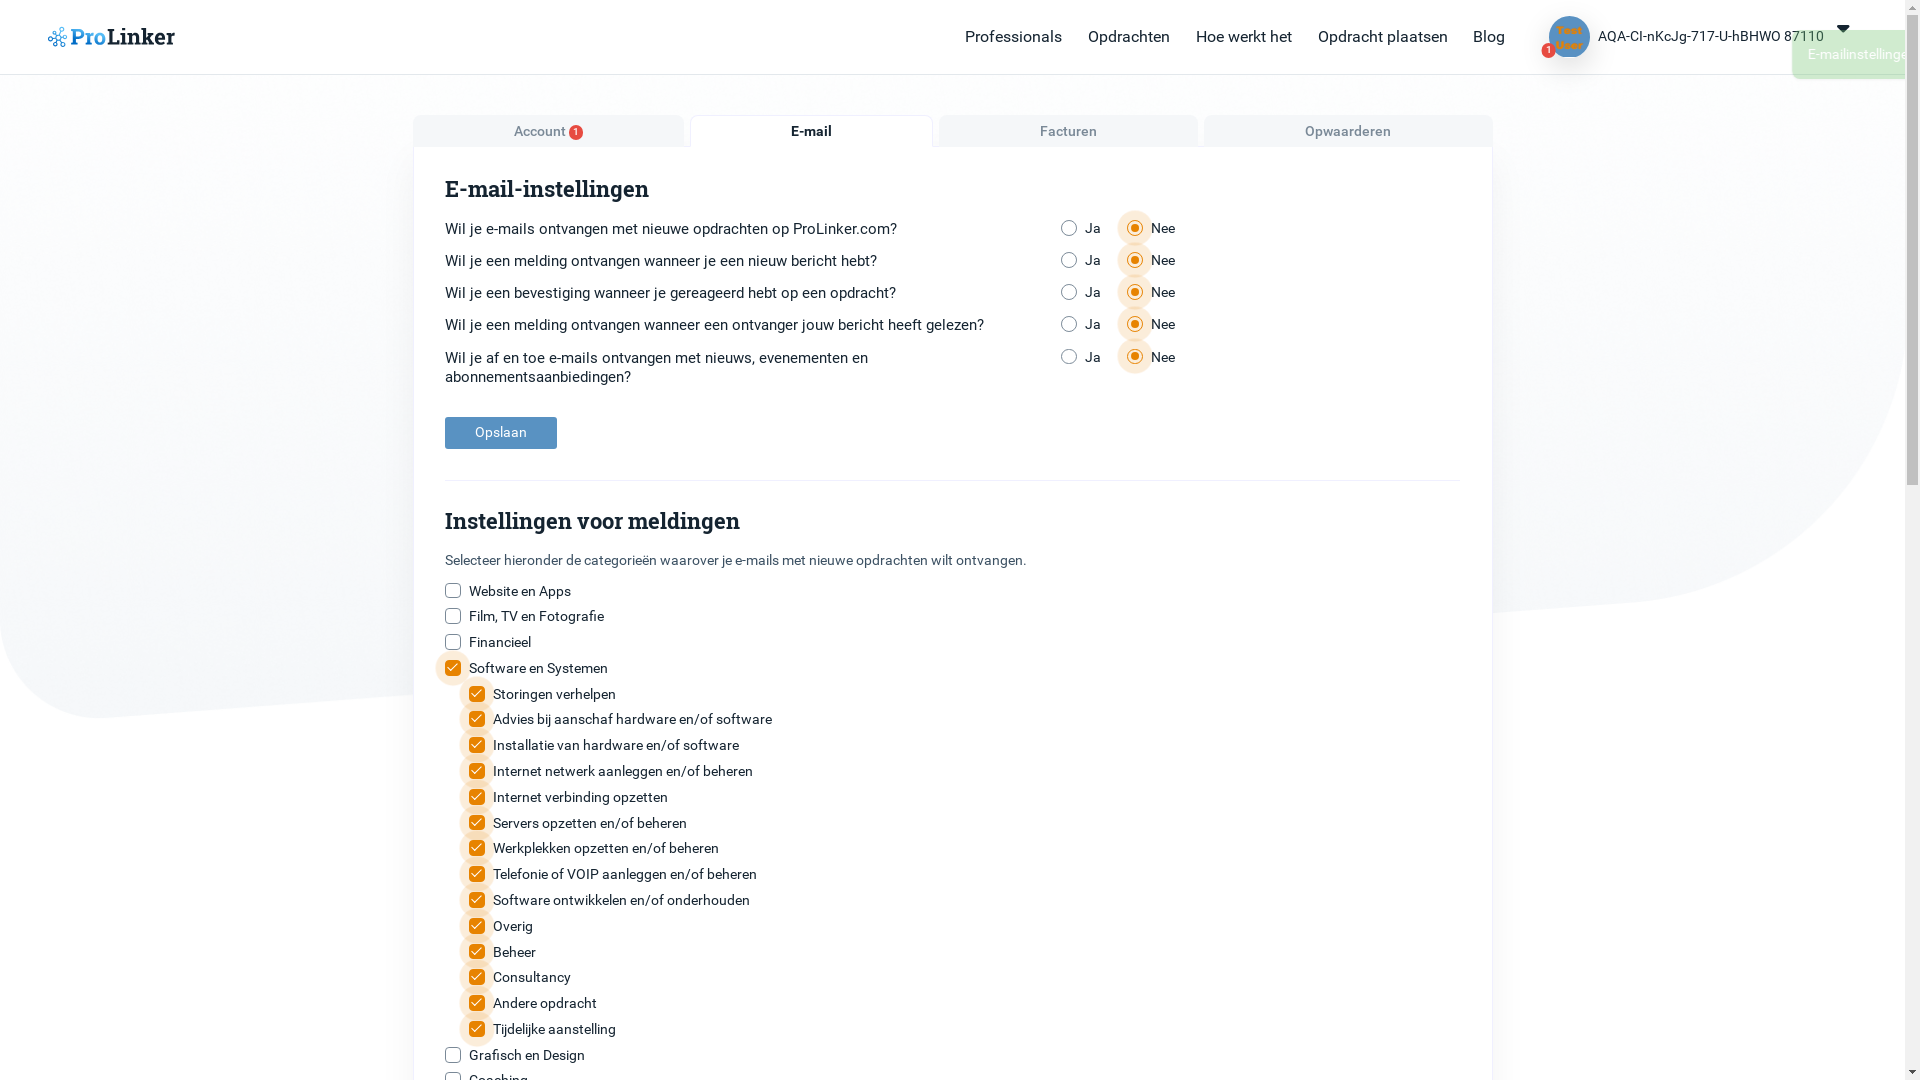 ProLinker
Professionals
Opdrachten
Hoe werkt het
Opdracht plaatsen
Blog
Test
User
1
AQA-CI-nKcJg-717-U-hBHWO 87110
Account 1
E-mail
Facturen
Opwaarderen
E-mail-instellingen
Wil je e-mails ontvangen met nieuwe opdrachten op ProLinker.com?
Ja
Nee
Wil je een melding ontvangen wanneer je een nieuw bericht hebt?
Ja
Nee
Wil je een bevestiging wanneer je gereageerd hebt op een opdracht?
Ja
Nee
Wil je een melding ontvangen wanneer een ontvanger jouw bericht heeft gelezen?
Ja
Nee
Wil je af en toe e-mails ontvangen met nieuws, evenementen en
abonnementsaanbiedingen?
Ja
Nee
Opslaan
Instellingen voor meldingen
Selecteer hieronder de categorieën waarover je e-mails met nieuwe opdrachten wilt ontvangen.
Website en Apps
Film, TV en Fotografie
Financieel
Software en Systemen
Storingen verhelpen
Advies bij aanschaf hardware en/of software
Installatie van hardware en/of software
Internet netwerk aanleggen en/of beheren
Internet verbinding opzetten
Servers opzetten en/of beheren
Werkplekken opzetten en/of beheren
Telefonie of VOIP aanleggen en/of beheren
Software ontwikkelen en/of onderhouden
Overig
Beheer
Consultancy
Andere opdracht
Tijdelijke aanstelling
Grafisch en Design
Coaching